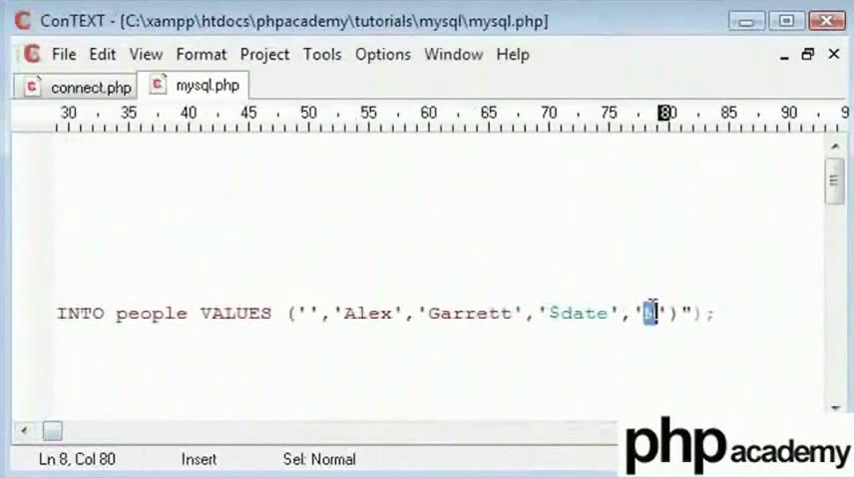 ConTEXT - [C:\xampp\htdocs\phpacademy\tutorials\mysql\mysql.php]
File Edit View Format Project Tools Options Window Help
connect.php mysql.php
30 35 40 45 50 55 60 65 70 75 80 85 90 9
INTO people VALUES ('','Alex','Garrett','$date',' ')");
Ln 8, Col 80 Insert Sel: Normal
php academy